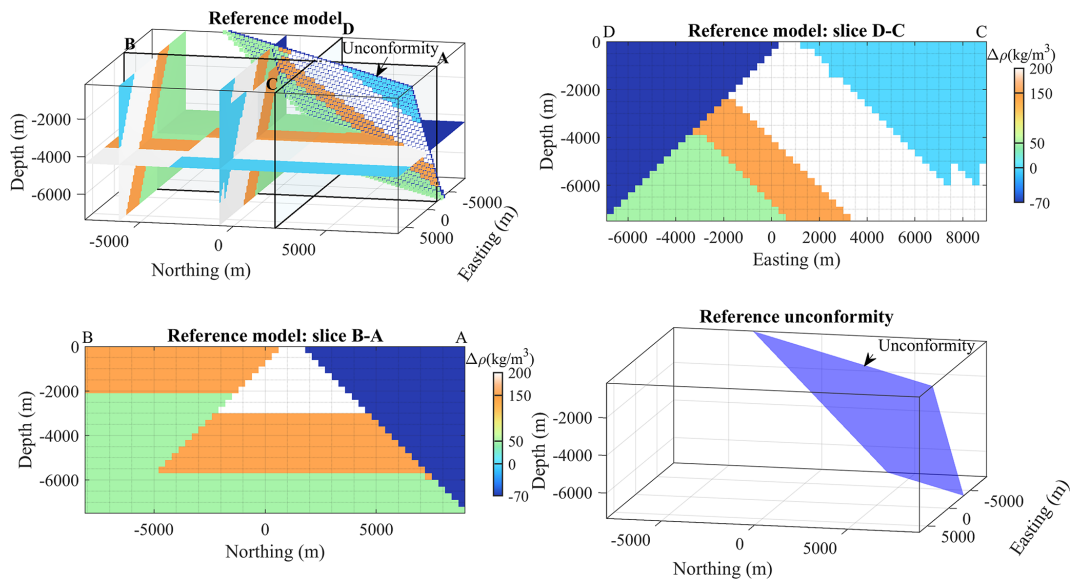 Reference model
B
D
Unconformity
A
C
-2000
-4000
-6000
Depth (m)
-5000
0
5000
Northing (m)
-5000
0
5000
Easting (m)
D
Reference model: slice D-C
C
Δρ(kg/m³)
200
150
50
0
-70
0
-2000
-4000
-6000
Depth (m)
-6000 -4000 -2000 0 2000 4000 6000 8000
Easting (m)
B
Reference model: slice B-A
A
Δρ(kg/m³)
200
150
50
0
-70
0
-2000
-4000
-6000
Depth (m)
-5000 0 5000
Northing (m)
Reference unconformity
Unconformity
-2000
-4000
-6000
Depth (m)
-5000
0
5000
Northing (m)
-5000
0
5000
Easting (m)